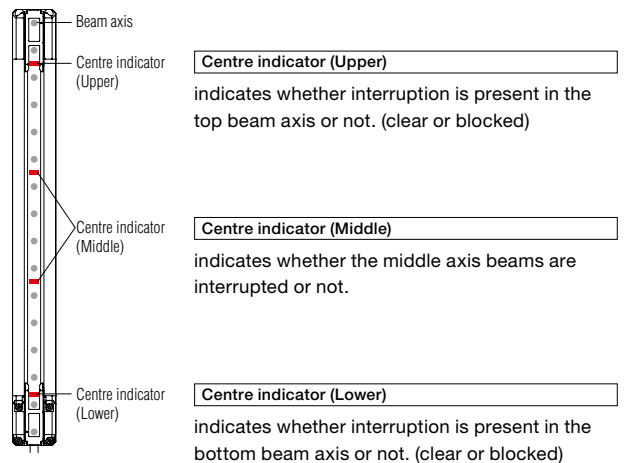 Beam axis
Centre indicator
(Upper)
Centre indicator (Upper)
indicates whether interruption is present in the
top beam axis or not. (clear or blocked)
Centre indicator
(Middle)
Centre indicator (Middle)
indicates whether the middle axis beams are
interrupted or not.
Centre indicator
(Lower)
Centre indicator (Lower)
indicates whether interruption is present in the
bottom beam axis or not. (clear or blocked)